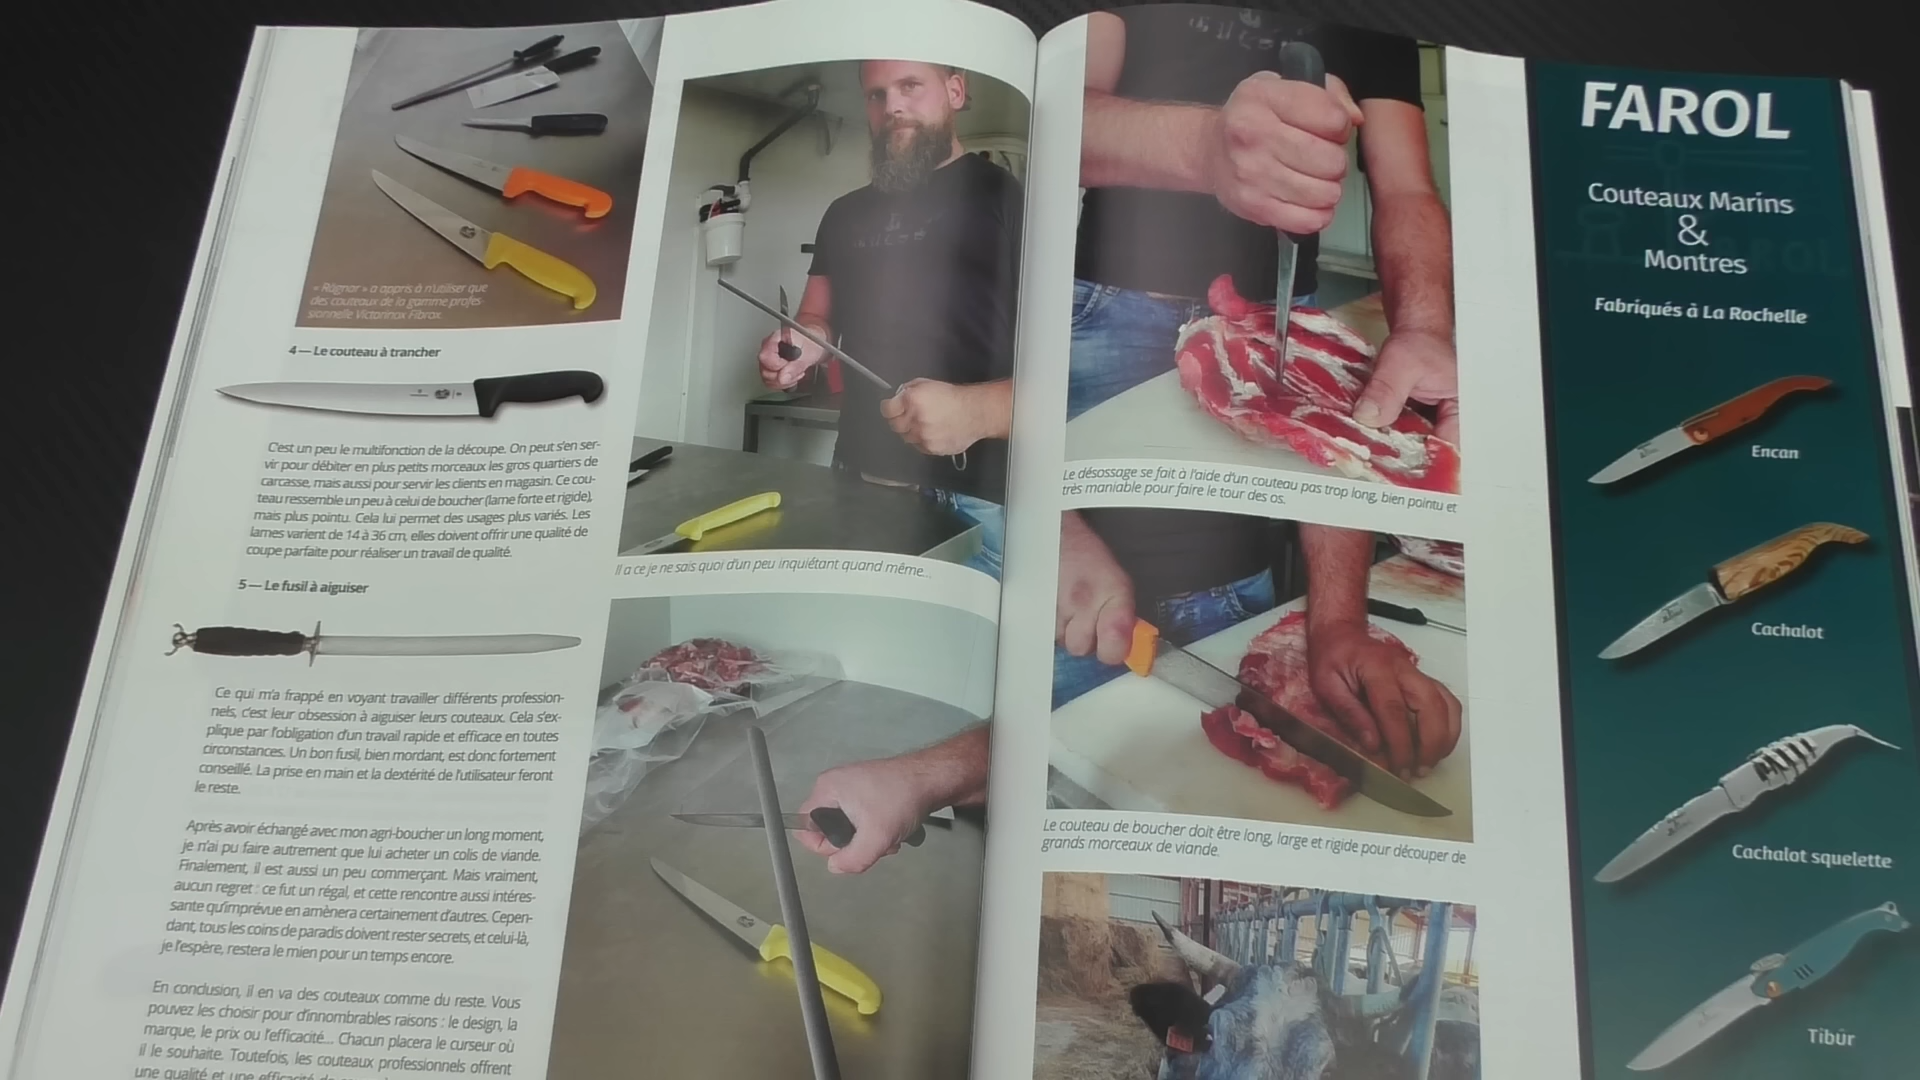 « Ràgnar » a appris à n'utiliser que
des couteaux de la gamme profes-
sionnelle Victorinox Fibrox.
4 — Le couteau à trancher
C'est un peu le multifonction de la découpe. On peut s'en ser-
vir pour débiter en plus petits morceaux les gros quartiers de
carcasse, mais aussi pour servir les clients en magasin. Ce cou-
teau ressemble un peu à celui de boucher (lame forte et rigide),
mais plus pointu. Cela lui permet des usages plus variés. Les
lames varient de 14 à 36 cm, elles doivent offrir une qualité de
coupe parfaite pour réaliser un travail de qualité.
5 — Le fusil à aiguiser
Ce qui m'a frappé en voyant travailler différents profession-
nels, c'est leur obsession à aiguiser leurs couteaux. Cela s'ex-
plique par l'obligation d'un travail rapide et efficace en toutes
circonstances. Un bon fusil, bien mordant, est donc fortement
conseillé. La prise en main et la dextérité de l'utilisateur feront
le reste.
Après avoir échangé avec mon agri-boucher un long moment,
je n'ai pu faire autrement que lui acheter un colis de viande.
Finalement, il est aussi un peu commerçant. Mais vraiment,
aucun regret : ce fut un régal, et cette rencontre aussi intéres-
sante qu'imprévue en amènera certainement d'autres. Cepen-
dant, tous les coins de paradis doivent rester secrets, et celui-là,
je l'espère, restera le mien pour un temps encore.
En conclusion, il en va des couteaux comme du reste. Vous
pouvez les choisir pour d'innombrables raisons : le design, la
marque, le prix ou l'efficacité... Chacun placera le curseur où
il le souhaite. Toutefois, les couteaux professionnels offrent
une qualité et une efficacité de
Il a ce je ne sais quoi d'un peu inquiétant quand même...
Le désossage se fait à l'aide d'un couteau pas trop long, bien pointu et
très maniable pour faire le tour des os.
Le couteau de boucher doit être long, large et rigide pour découper de
grands morceaux de viande.
FAROL
Couteaux Marins
&
Montres
Fabriqués à La Rochelle
Encan
Cachalot
Cachalot squelette
Tibùr